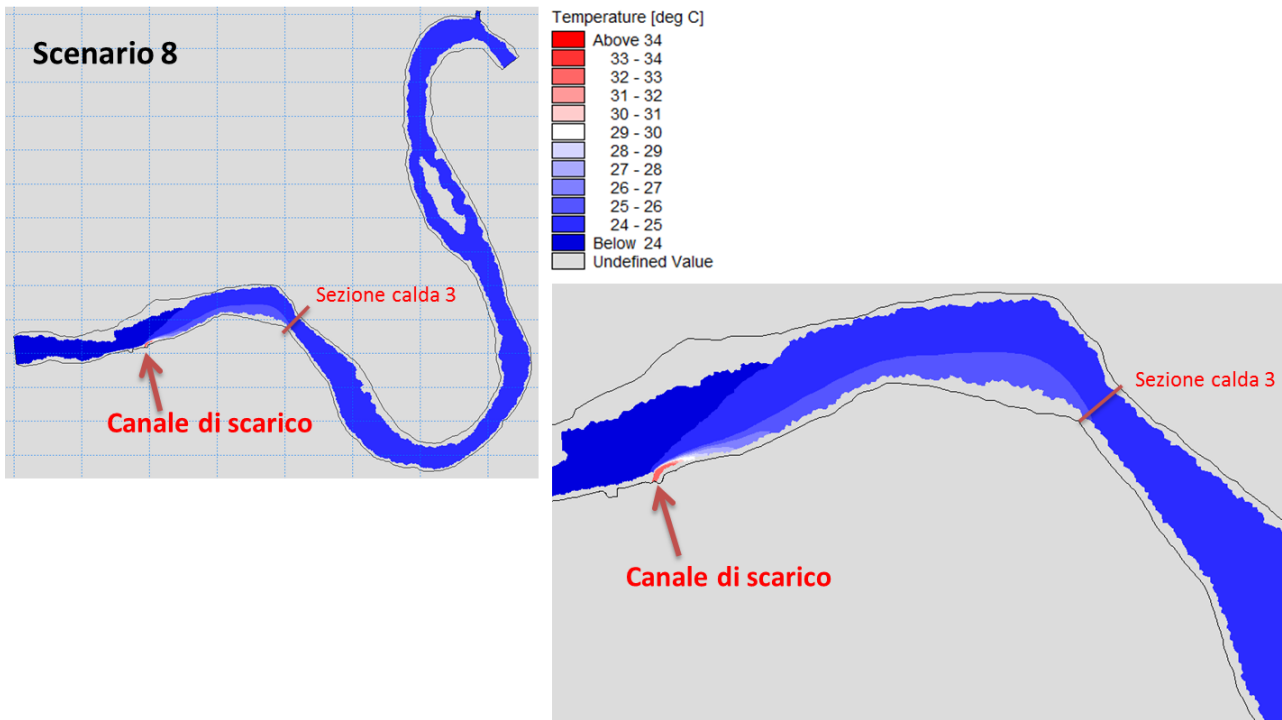 Scenario 8
Sezione calda 3
Canale di scarico
Temperature [deg C]
Above 34
33 - 34
32 - 33
31 - 32
30 - 31
29 - 30
28 - 29
27 - 28
26 - 27
25 - 26
24 - 25
Below 24
Undefined Value
Sezione calda 3
Canale di scarico